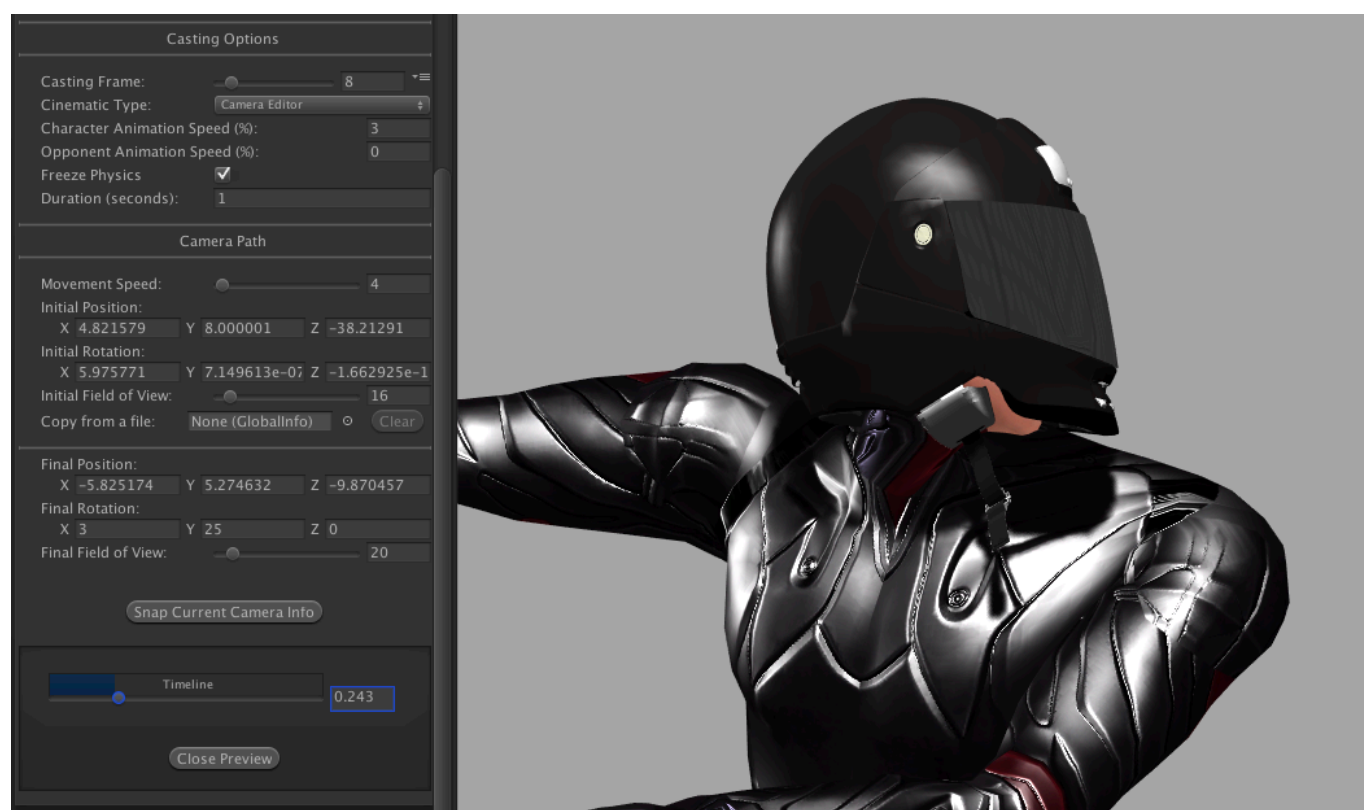 Casting Options
Casting Frame: 8
Cinematic Type: Camera Editor
Character Animation Speed (%): 3
Opponent Animation Speed (%): 0
Freeze Physics
Duration (seconds): 1
Camera Path
Movement Speed: 4
Initial Position:
X 4.821579 Y 8.000001 Z -38.21291
Initial Rotation:
X 5.975771 Y 7.149613e-07 Z -1.662925e-1
Initial Field of View: 16
Copy from a file: None (GlobalInfo) Clear
Final Position:
X -5.825174 Y 5.274632 Z -9.870457
Final Rotation:
X 3 Y 25 Z 0
Final Field of View: 20
Snap Current Camera Info
Timeline 0.243
Close Preview